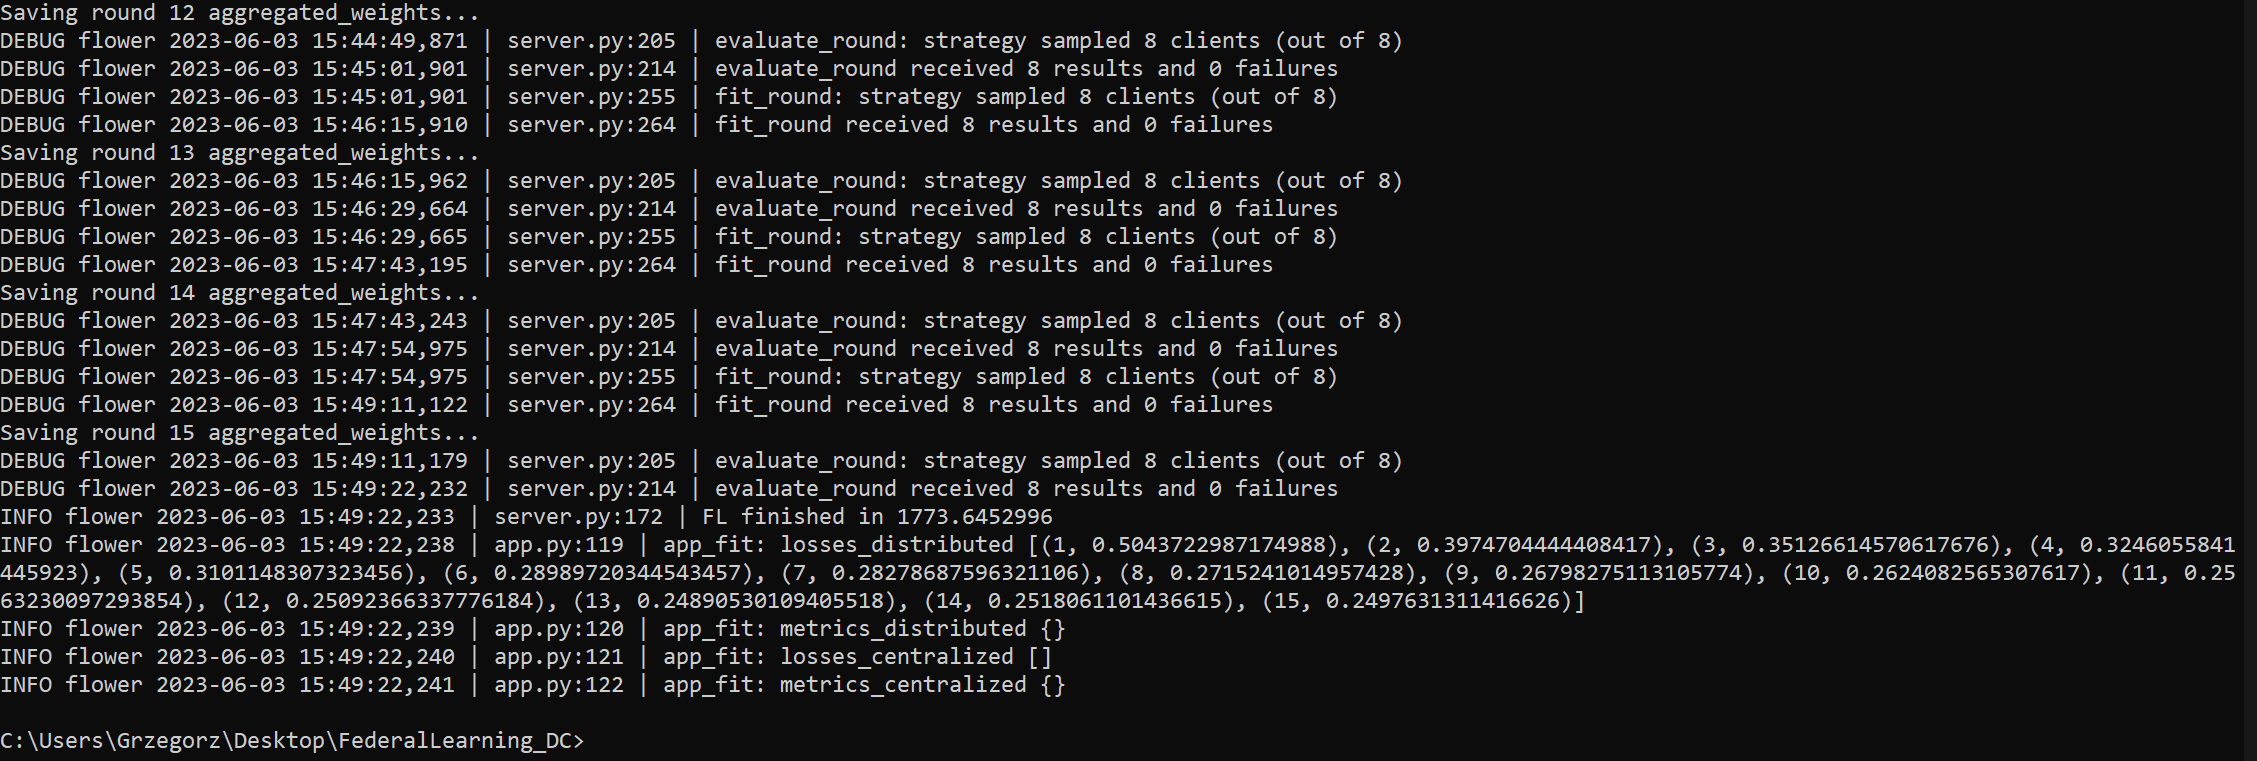 Saving round 12 aggregated_weights...
DEBUG flower 2023-06-03 15:44:49,871 | server.py:205 | evaluate_round: strategy sampled 8 clients (out of 8)
DEBUG flower 2023-06-03 15:45:01,901 | server.py:214 | evaluate_round received 8 results and 0 failures
DEBUG flower 2023-06-03 15:45:01,901 | server.py:255 | fit_round: strategy sampled 8 clients (out of 8)
DEBUG flower 2023-06-03 15:46:15,910 | server.py:264 | fit_round received 8 results and 0 failures
Saving round 13 aggregated_weights...
DEBUG flower 2023-06-03 15:46:15,962 | server.py:205 | evaluate_round: strategy sampled 8 clients (out of 8)
DEBUG flower 2023-06-03 15:46:29,664 | server.py:214 | evaluate_round received 8 results and 0 failures
DEBUG flower 2023-06-03 15:46:29,665 | server.py:255 | fit_round: strategy sampled 8 clients (out of 8)
DEBUG flower 2023-06-03 15:47:43,195 | server.py:264 | fit_round received 8 results and 0 failures
Saving round 14 aggregated_weights...
DEBUG flower 2023-06-03 15:47:43,243 | server.py:205 | evaluate_round: strategy sampled 8 clients (out of 8)
DEBUG flower 2023-06-03 15:47:54,975 | server.py:214 | evaluate_round received 8 results and 0 failures
DEBUG flower 2023-06-03 15:47:54,975 | server.py:255 | fit_round: strategy sampled 8 clients (out of 8)
DEBUG flower 2023-06-03 15:49:11,122 | server.py:264 | fit_round received 8 results and 0 failures
Saving round 15 aggregated_weights...
DEBUG flower 2023-06-03 15:49:11,179 | server.py:205 | evaluate_round: strategy sampled 8 clients (out of 8)
DEBUG flower 2023-06-03 15:49:22,232 | server.py:214 | evaluate_round received 8 results and 0 failures
INFO flower 2023-06-03 15:49:22,233 | server.py:172 | FL finished in 1773.6452996
INFO flower 2023-06-03 15:49:22,238 | app.py:119 | app_fit: losses_distributed [(1, 0.5043722987174988), (2, 0.3974704444408417), (3, 0.35126614570617676), (4, 0.3246055841
445923), (5, 0.3101148307323456), (6, 0.28989720344543457), (7, 0.28278687596321106), (8, 0.2715241014957428), (9, 0.26798275113105774), (10, 0.2624082565307617), (11, 0.25
63230097293854), (12, 0.25092366337776184), (13, 0.24890530109405518), (14, 0.2518061101436615), (15, 0.2497631311416626)]
INFO flower 2023-06-03 15:49:22,239 | app.py:120 | app_fit: metrics_distributed {}
INFO flower 2023-06-03 15:49:22,240 | app.py:121 | app_fit: losses_centralized []
INFO flower 2023-06-03 15:49:22,241 | app.py:122 | app_fit: metrics_centralized {}
C:\Users\Grzegorz\Desktop\FederalLearning_DC>